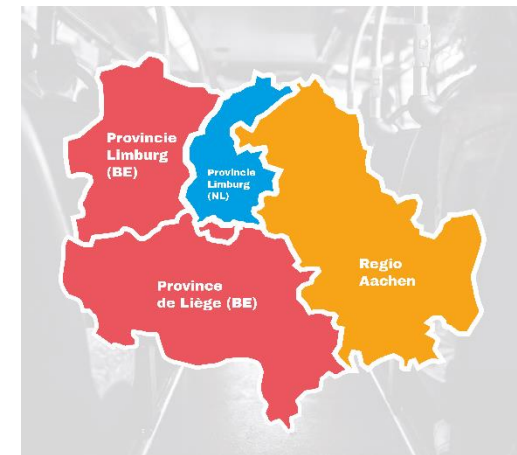 Provincie
Limburg
(BE)
Provincie
Limburg
(NL)
Regio
Aachen
Province
de Liège (BE)